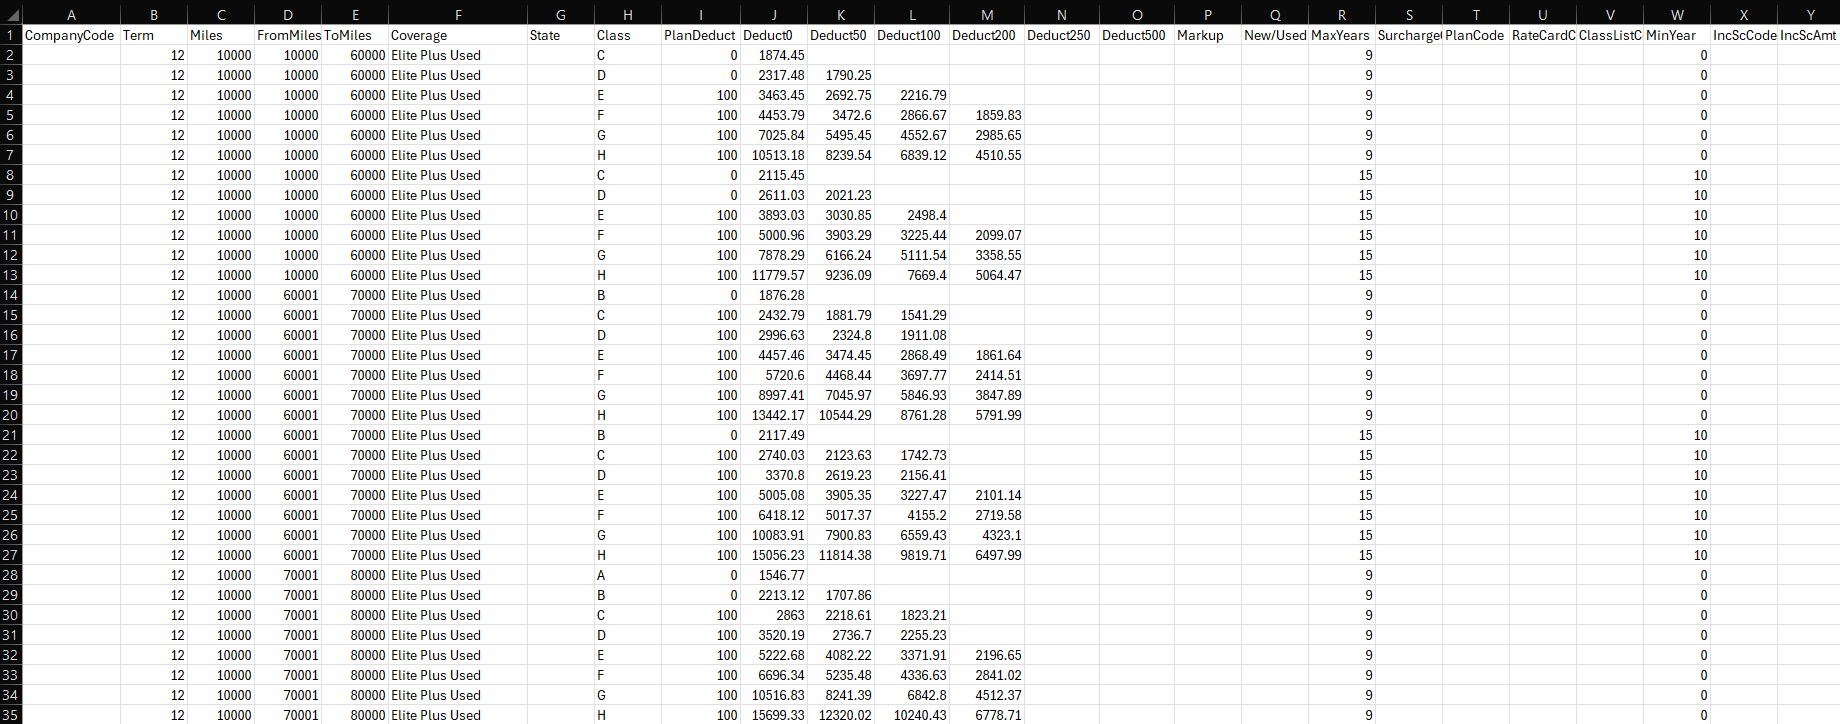 A B C D E F G H I J K L M N O P Q R S T U V W X Y
1 CompanyCode Term Miles FromMiles ToMiles Coverage State Class PlanDeduct Deduct0 Deduct50 Deduct100 Deduct200 Deduct250 Deduct500 Markup New/Used MaxYears Surcharge PlanCode RateCardC ClassListC MinYear IncScCode IncScAmt
2 12 10000 10000 60000 Elite Plus Used C 0 1874.45 9 0
3 12 10000 10000 60000 Elite Plus Used D 0 2317.48 1790.25 9 0
4 12 10000 10000 60000 Elite Plus Used E 100 3463.45 2692.75 2216.79 9 0
5 12 10000 10000 60000 Elite Plus Used F 100 4453.79 3472.6 2866.67 1859.83 9 0
6 12 10000 10000 60000 Elite Plus Used G 100 7025.84 5495.45 4552.67 2985.65 9 0
7 12 10000 10000 60000 Elite Plus Used H 100 10513.18 8239.54 6839.12 4510.55 9 0
8 12 10000 10000 60000 Elite Plus Used C 0 2115.45 15 10
9 12 10000 10000 60000 Elite Plus Used D 0 2611.03 2021.23 15 10
10 12 10000 10000 60000 Elite Plus Used E 100 3893.03 3030.85 2498.4 15 10
11 12 10000 10000 60000 Elite Plus Used F 100 5000.96 3903.29 3225.44 2099.07 15 10
12 12 10000 10000 60000 Elite Plus Used G 100 7878.29 6166.24 5111.54 3358.55 15 10
13 12 10000 10000 60000 Elite Plus Used H 100 11779.57 9236.09 7669.4 5064.47 15 10
14 12 10000 60001 70000 Elite Plus Used B 0 1876.28 9 0
15 12 10000 60001 70000 Elite Plus Used C 100 2432.79 1881.79 1541.29 9 0
16 12 10000 60001 70000 Elite Plus Used D 100 2996.63 2324.8 1911.08 9 0
17 12 10000 60001 70000 Elite Plus Used E 100 4457.46 3474.45 2868.49 1861.64 9 0
18 12 10000 60001 70000 Elite Plus Used F 100 5720.6 4468.44 3697.77 2414.51 9 0
19 12 10000 60001 70000 Elite Plus Used G 100 8997.41 7045.97 5846.93 3847.89 9 0
20 12 10000 60001 70000 Elite Plus Used H 100 13442.17 10544.29 8761.28 5791.99 9 0
21 12 10000 60001 70000 Elite Plus Used B 0 2117.49 15 10
22 12 10000 60001 70000 Elite Plus Used C 100 2740.03 2123.63 1742.73 15 10
23 12 10000 60001 70000 Elite Plus Used D 100 3370.8 2619.23 2156.41 15 10
24 12 10000 60001 70000 Elite Plus Used E 100 5005.08 3905.35 3227.47 2101.14 15 10
25 12 10000 60001 70000 Elite Plus Used F 100 6418.12 5017.37 4155.2 2719.58 15 10
26 12 10000 60001 70000 Elite Plus Used G 100 10083.91 7900.83 6559.43 4323.1 15 10
27 12 10000 60001 70000 Elite Plus Used H 100 15056.23 11814.38 9819.71 6497.99 15 10
28 12 10000 70001 80000 Elite Plus Used A 0 1546.77 9 0
29 12 10000 70001 80000 Elite Plus Used B 0 2213.12 1707.86 9 0
30 12 10000 70001 80000 Elite Plus Used C 100 2863 2218.61 1823.21 9 0
31 12 10000 70001 80000 Elite Plus Used D 100 3520.19 2736.7 2255.23 9 0
32 12 10000 70001 80000 Elite Plus Used E 100 5222.68 4082.22 3371.91 2196.65 9 0
33 12 10000 70001 80000 Elite Plus Used F 100 6696.34 5235.48 4336.63 2841.02 9 0
34 12 10000 70001 80000 Elite Plus Used G 100 10516.83 8241.39 6842.8 4512.37 9 0
35 12 10000 70001 80000 Elite Plus Used H 100 15699.33 12320.02 10240.43 6778.71 9 0